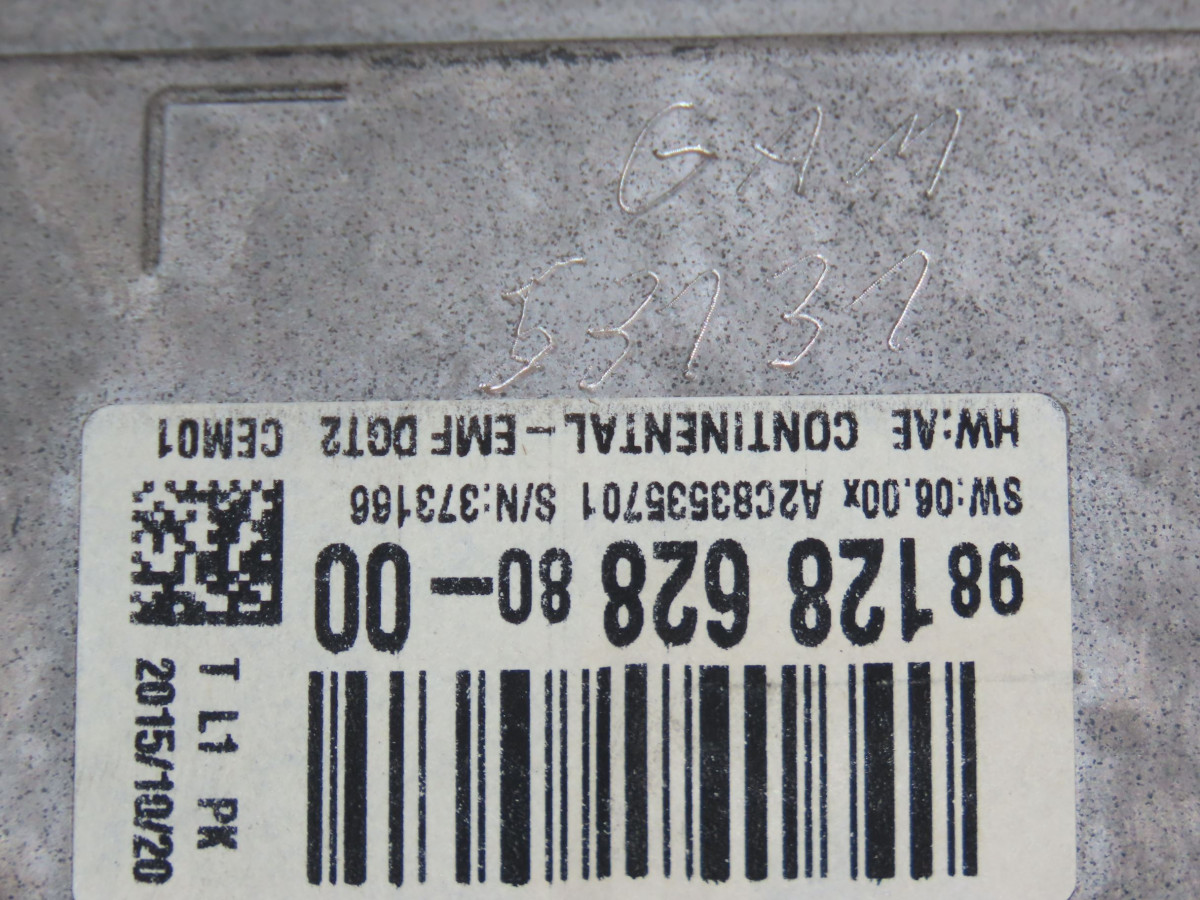 GAM
53131
98 128 628 80-00
SW:06.00x A2C83535701 S/N:373166
HW:AE CONTINENTAL - EMF DGT2 CEM01
T L1 PK
2015/10/20